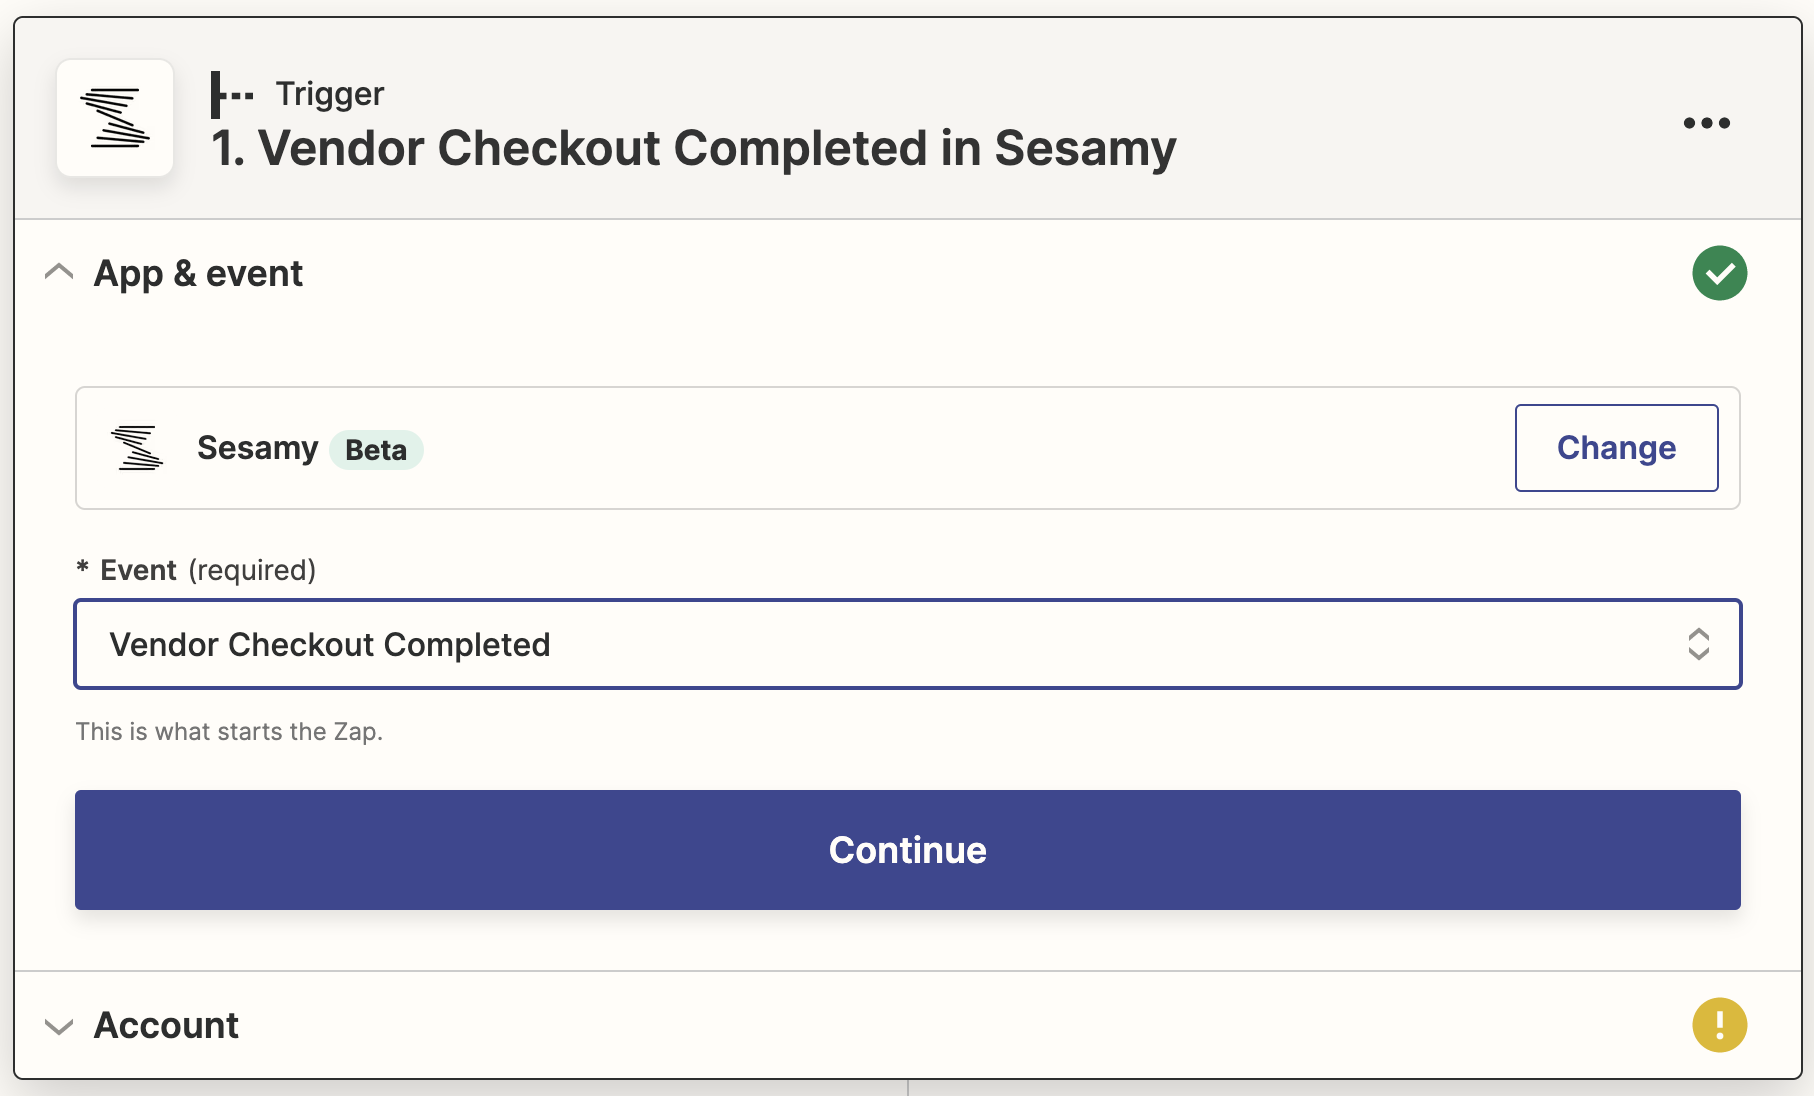 Trigger
1. Vendor Checkout Completed in Sesamy
App & event
Sesamy Beta
Change
* Event (required)
Vendor Checkout Completed
This is what starts the Zap.
Continue
Account